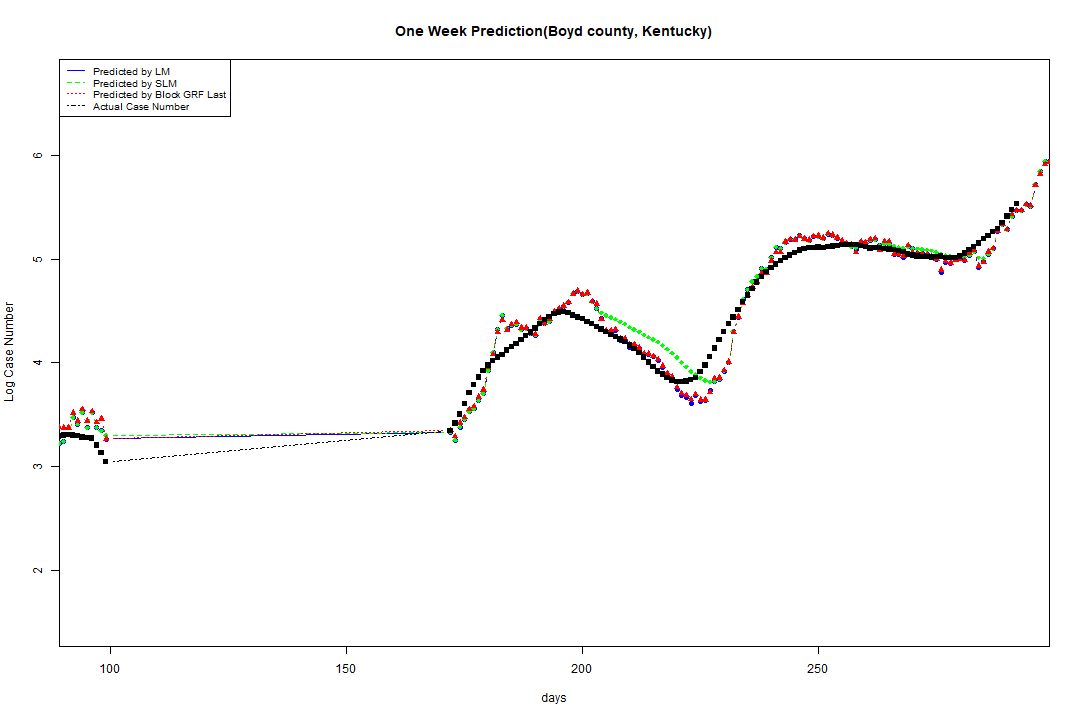 One Week Prediction(Boyd county, Kentucky)
Predicted by LM
Predicted by SLM
Predicted by Block GRF Last
Actual Case Number
6
5
4
3
2
Log Case Number
100 150 200 250
days